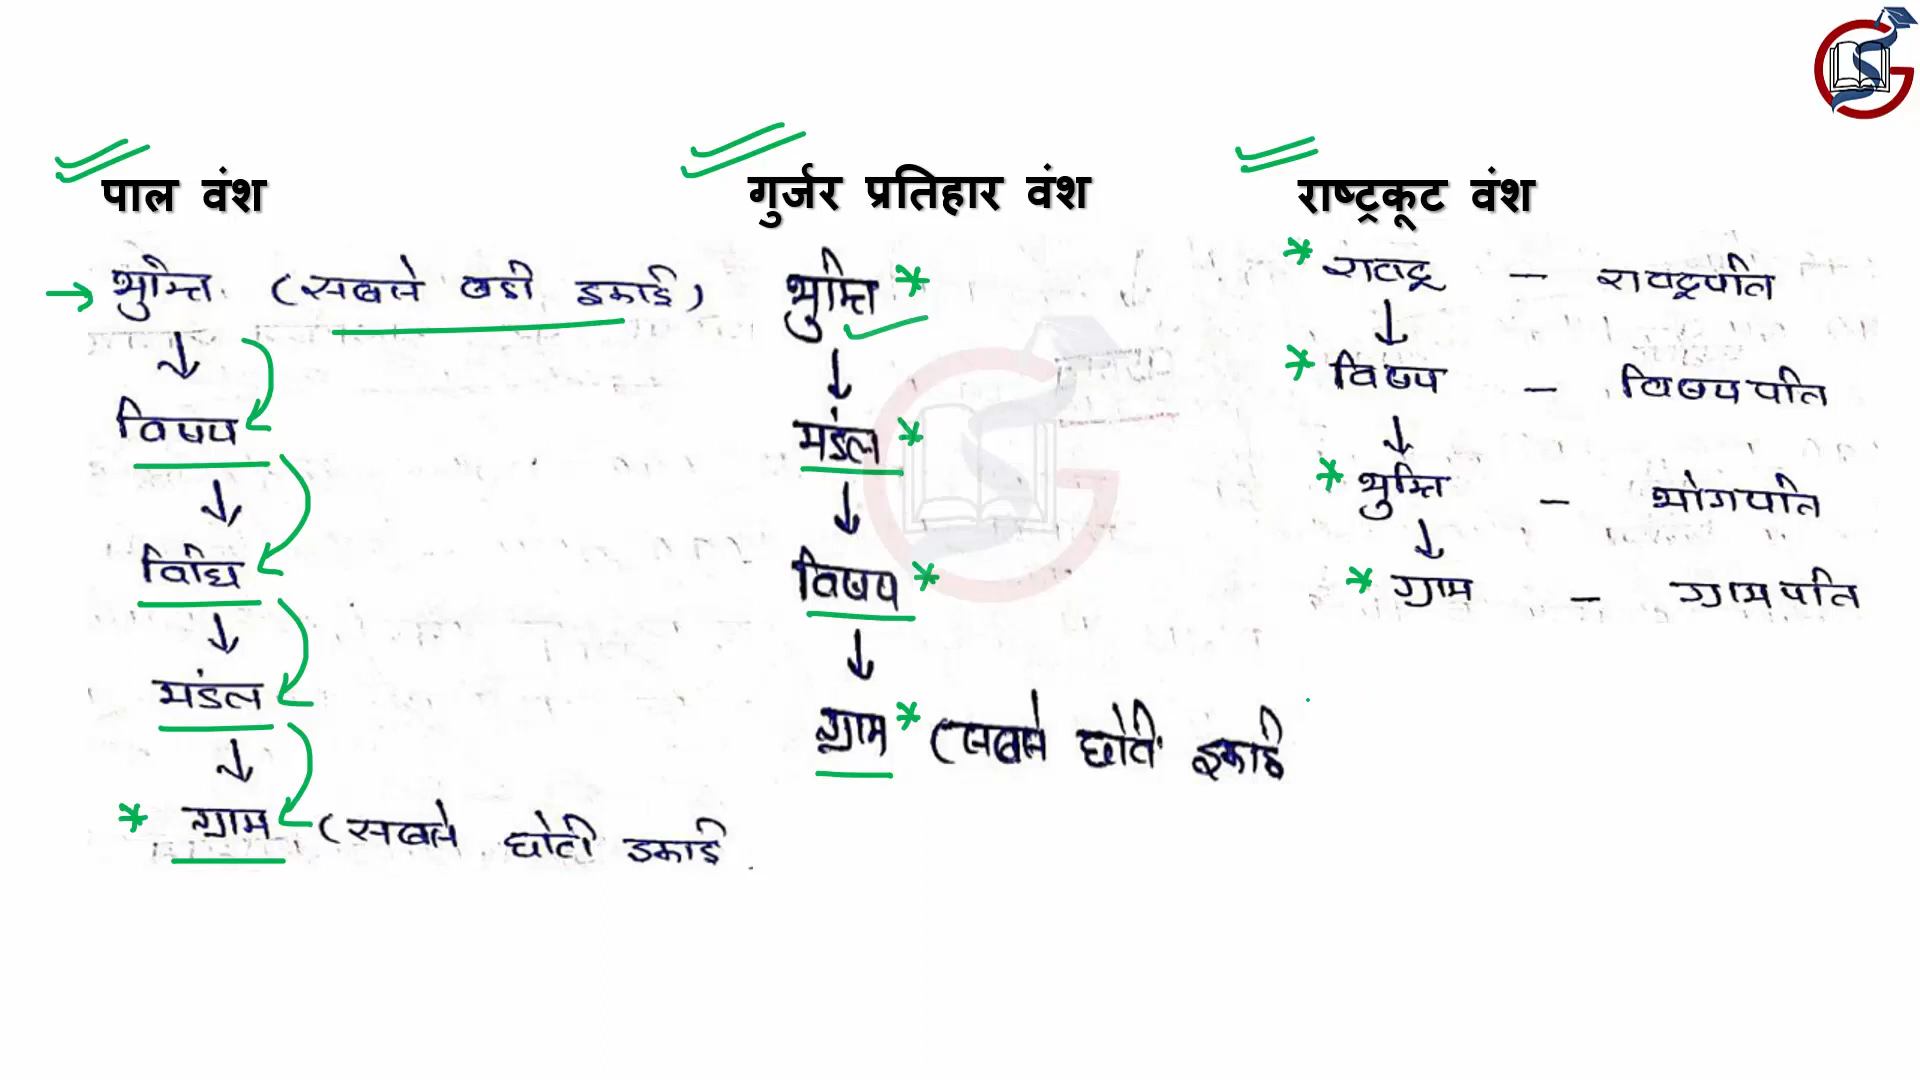 पाल वंश
भुक्ति (सबसे बडी इकाई)
विषय
विधि
मंडल
ग्राम (सबसे छोटी इकाई
गुर्जर प्रतिहार वंश
भुक्ति
मंडल
विषय
ग्राम (सबसे छोटी इकाई
राष्ट्रकूट वंश
राष्ट्र - राष्ट्रपति
विषय - विषयपति
भुक्ति - भोगपति
ग्राम - ग्रामपति